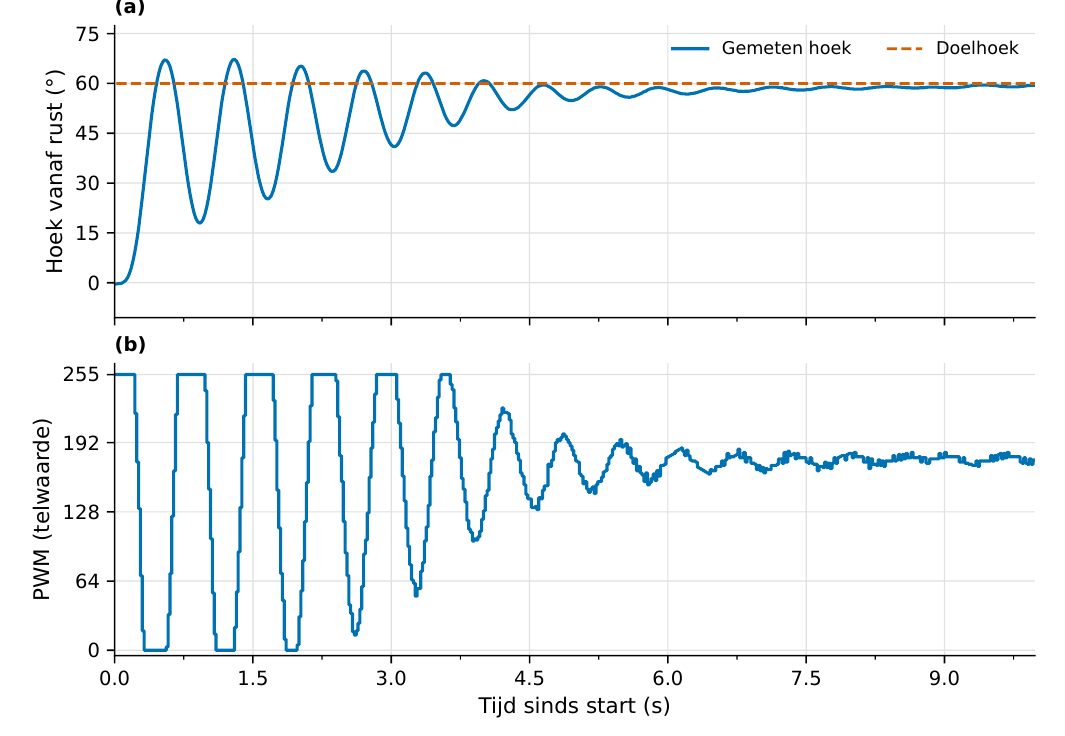 (a)
75
60
45
30
15
0
Hoek vanaf rust (°)
Gemeten hoek
Doelhoek
(b)
255
192
128
64
0
PWM (telwaarde)
0.0 1.5 3.0 4.5 6.0 7.5 9.0
Tijd sinds start (s)